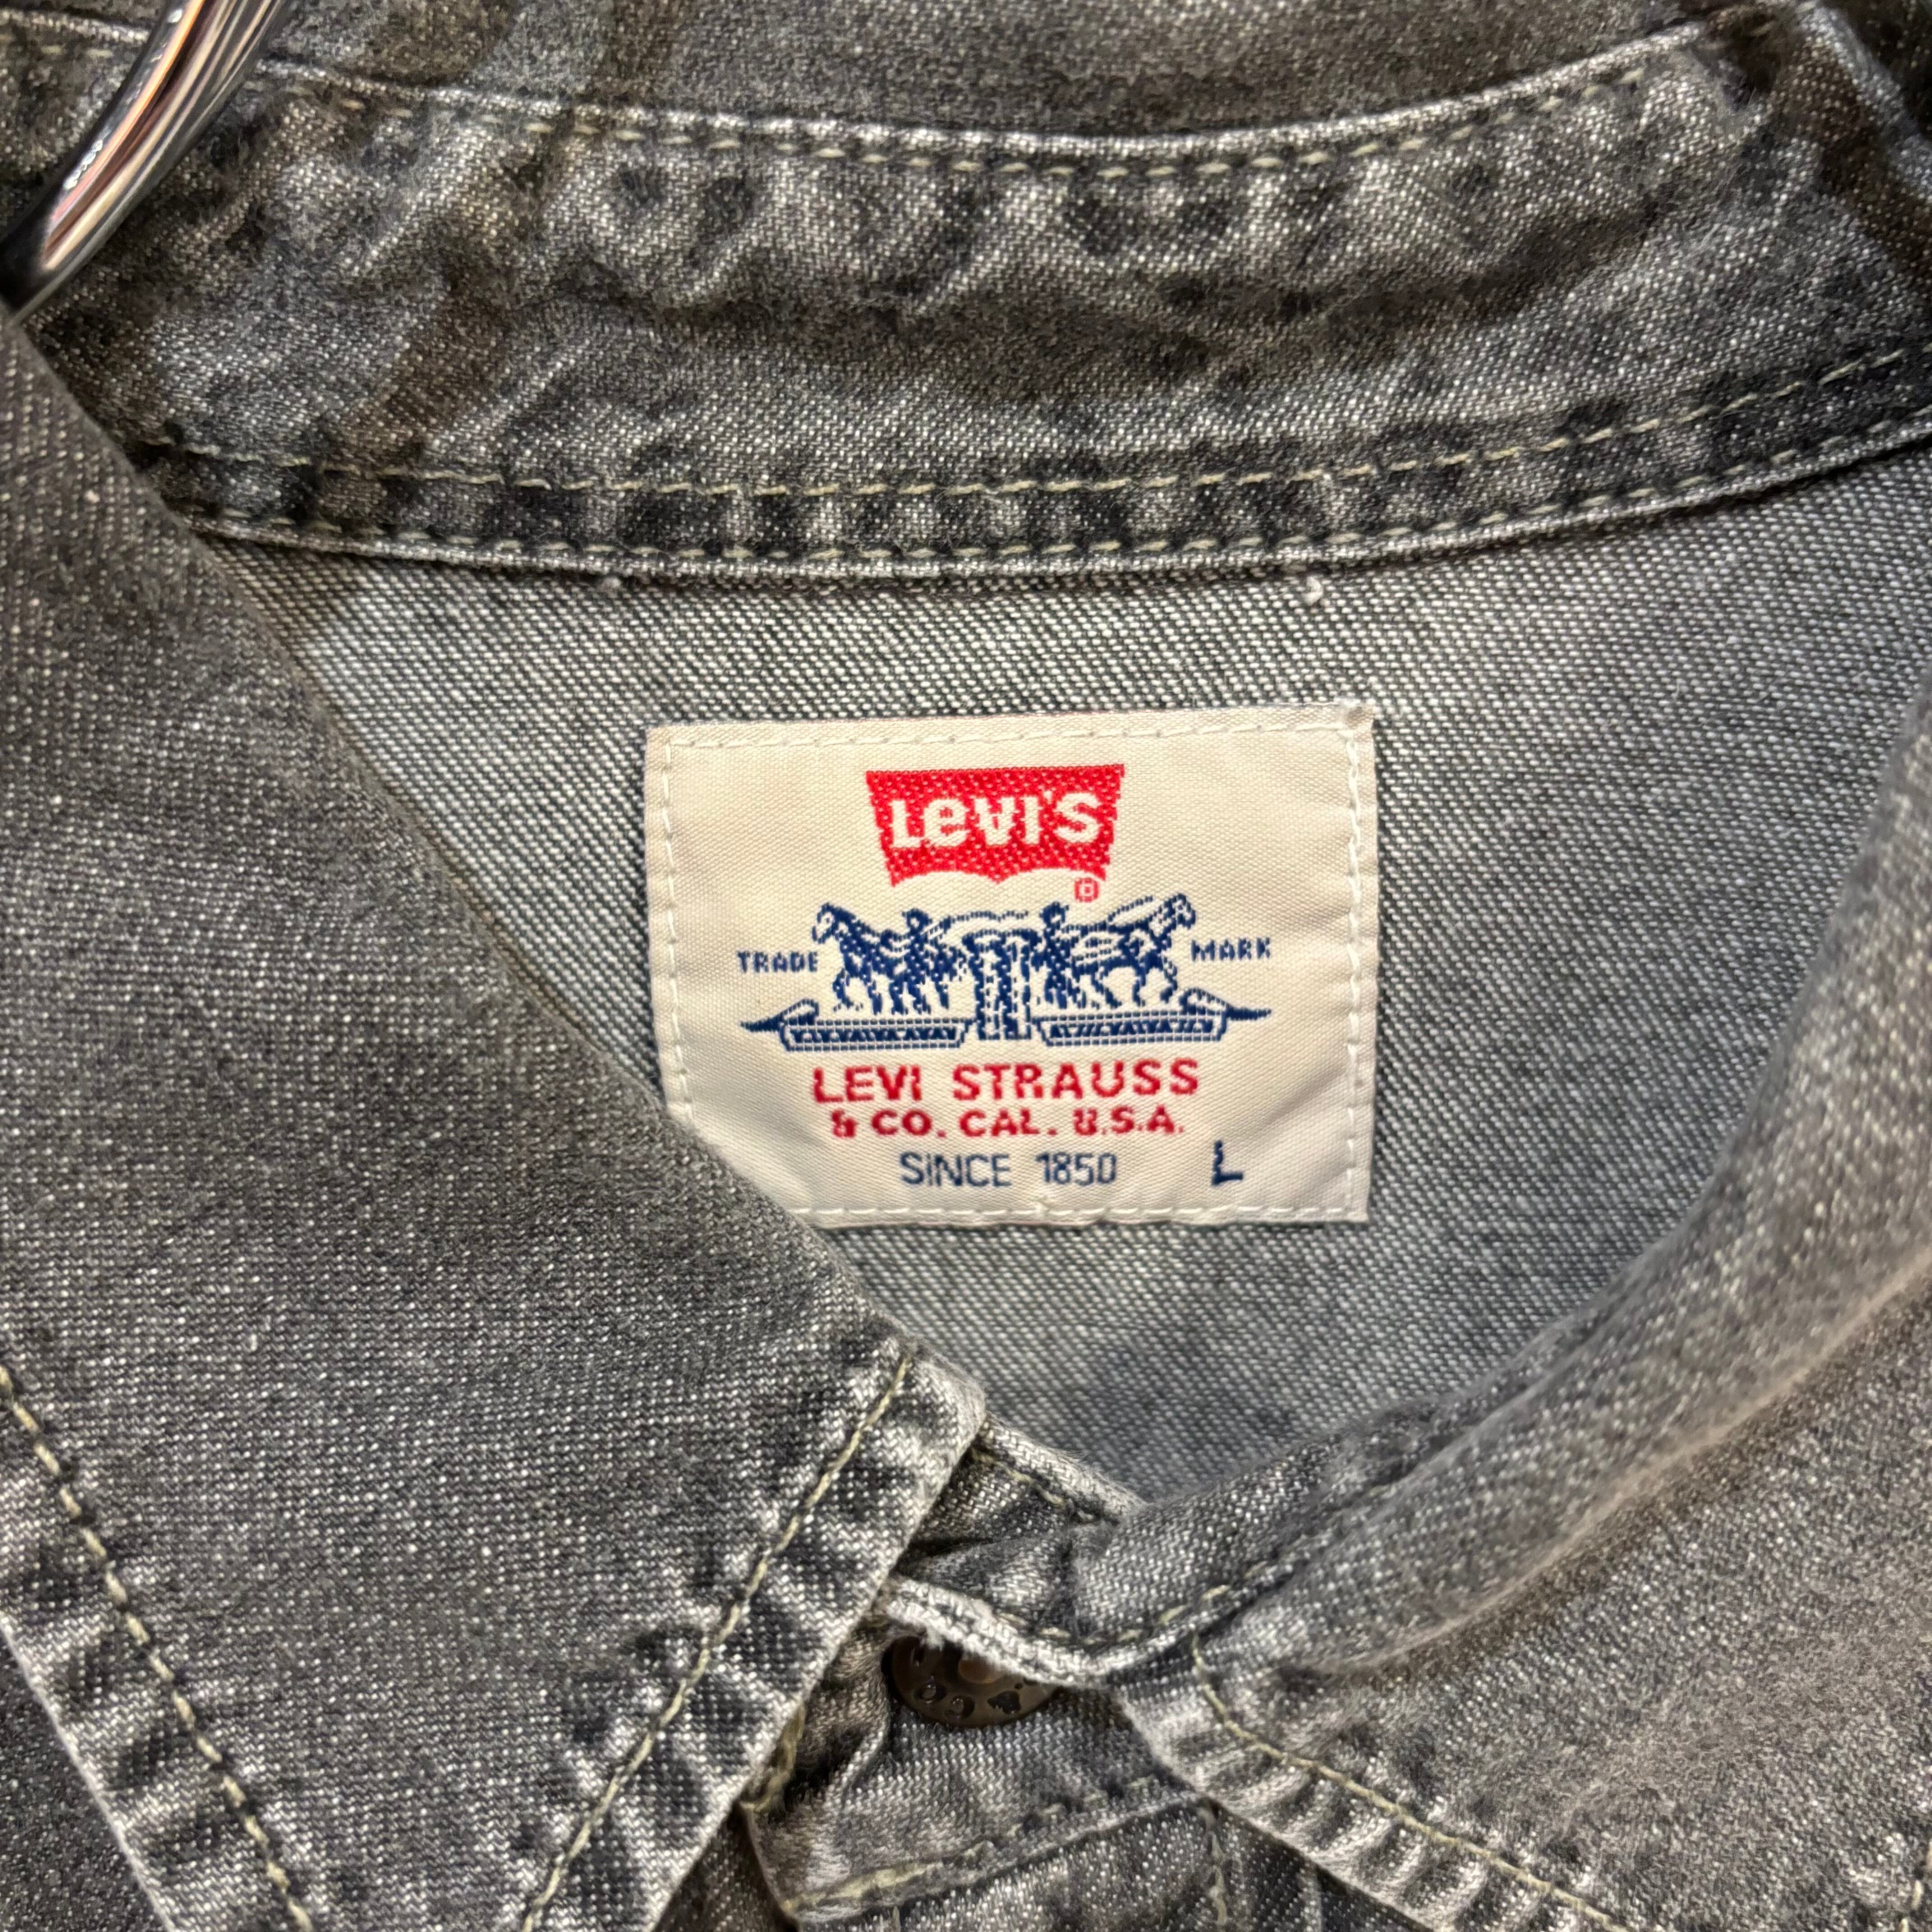 LEVI'S
®
TRADE MARK
LEVI STRAUSS
& CO. CAL. U.S.A.
SINCE 1850 L